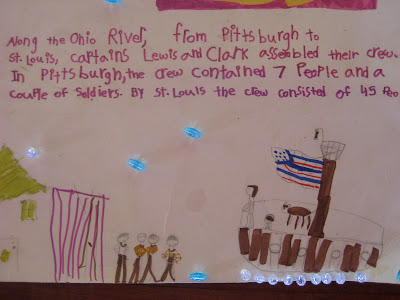 Along the Ohio River, from Pittsburgh to
St. Louis, captains Lewis and Clark assembled their crew.
In Pittsburgh, the crew contained 7 People and a
couple of Soldiers. By St. Louis the crew consisted of 45 Peo